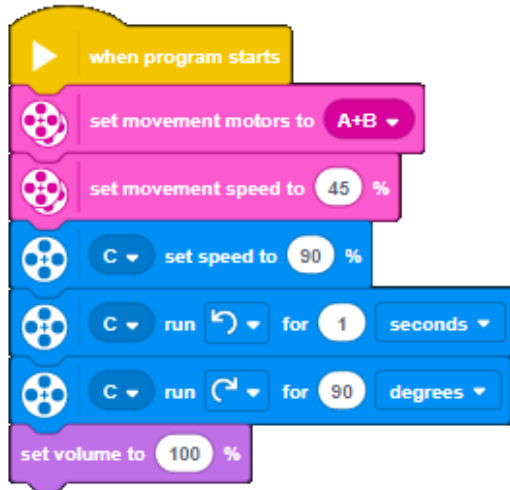 when program starts
set movement motors to A+B
set movement speed to 45 %
C set speed to 90 %
C run for 1 seconds
C run for 90 degrees
set volume to 100 %